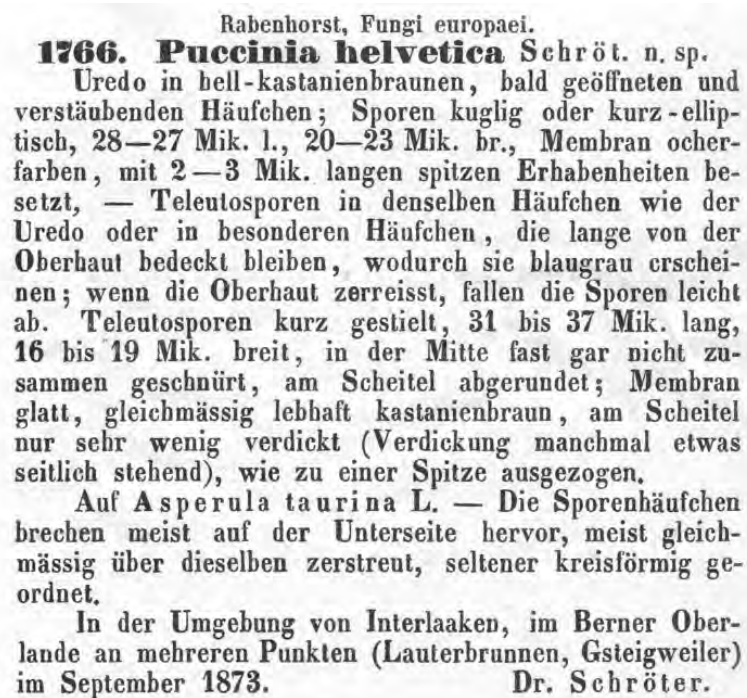 Rabenhorst, Fungi europaei.
1766. Puccinia helvetica Schröt. n. sp.
Uredo in hell-kastanienbraunen, bald geöffneten und
verstäubenden Häufchen; Sporen kuglig oder kurz-ellip-
tisch, 28—27 Mik. l., 20—23 Mik. br., Membran ocher-
farben, mit 2—3 Mik. langen spitzen Erhabenheiten be-
setzt, — Teleutosporen in denselben Häufchen wie der
Uredo oder in besonderen Häufchen, die lange von der
Oberhaut bedeckt bleiben, wodurch sie blaugrau erschei-
nen; wenn die Oberhaut zerreisst, fallen die Sporen leicht
ab. Teleutosporen kurz gestielt, 31 bis 37 Mik. lang,
16 bis 19 Mik. breit, in der Mitte fast gar nicht zu-
sammen geschnürt, am Scheitel abgerundet; Membran
glatt, gleichmässig lebhaft kastanienbraun, am Scheitel
nur sehr wenig verdickt (Verdickung manchmal etwas
seitlich stehend), wie zu einer Spitze ausgezogen.
Auf Asperula taurina L. — Die Sporenhäufchen
brechen meist auf der Unterseite hervor, meist gleich-
mässig über dieselben zerstreut, seltener kreisförmig ge-
ordnet.
In der Umgebung von Interlaaken, im Berner Ober-
lande an mehreren Punkten (Lauterbrunnen, Gsteigweiler)
im September 1873. Dr. Schröter.